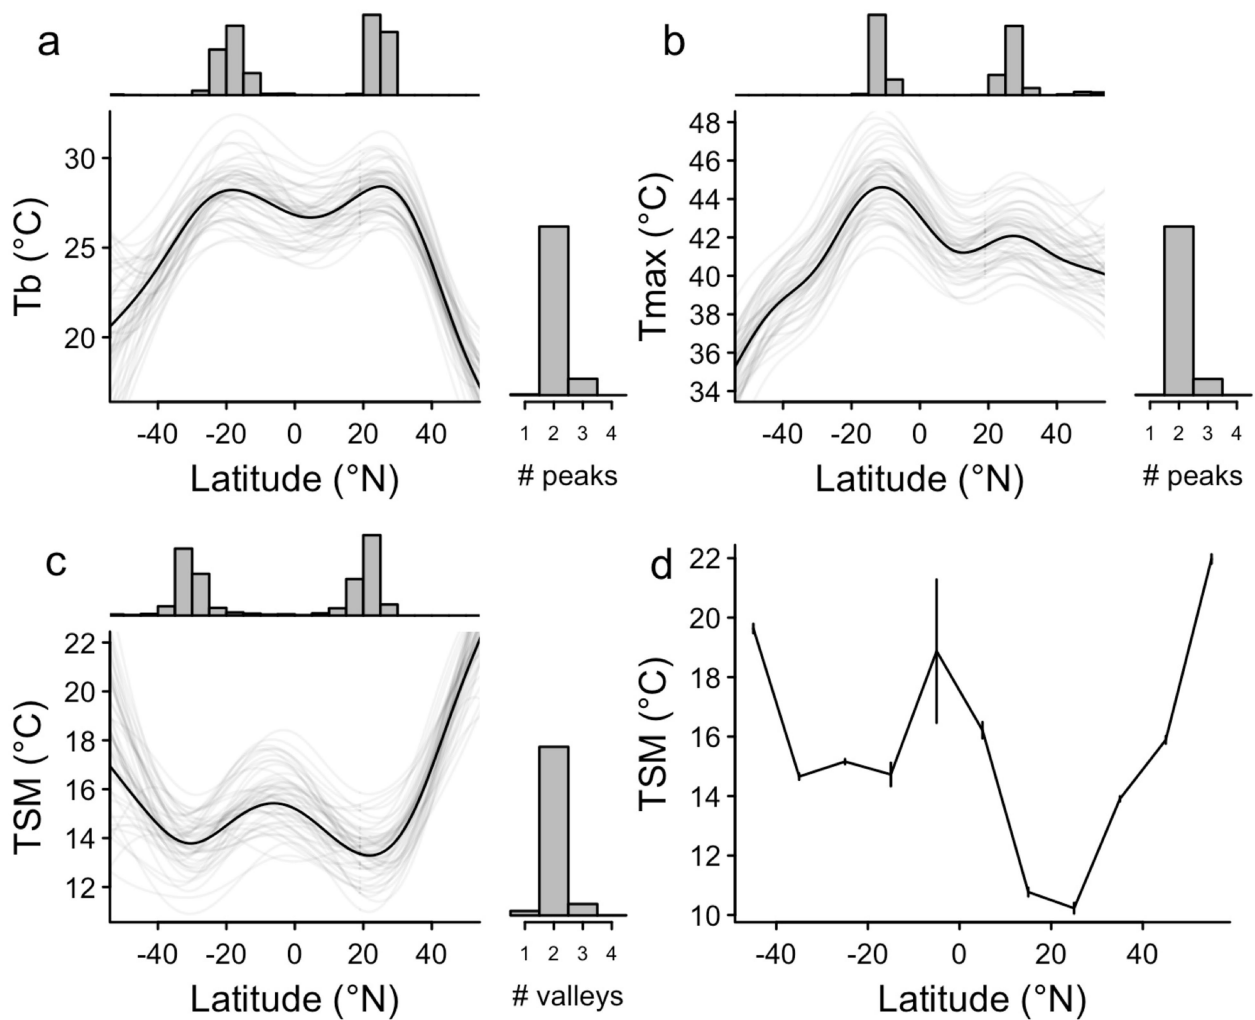 a
Tb (°C)
30
25
20
-40 -20 0 20 40
Latitude (°N)
1 2 3 4
# peaks
b
Tmax (°C)
48
46
44
42
40
38
36
34
-40 -20 0 20 40
Latitude (°N)
1 2 3 4
# peaks
c
TSM (°C)
22
20
18
16
14
12
-40 -20 0 20 40
Latitude (°N)
1 2 3 4
# valleys
d
TSM (°C)
22
20
18
16
14
12
10
-40 -20 0 20 40
Latitude (°N)